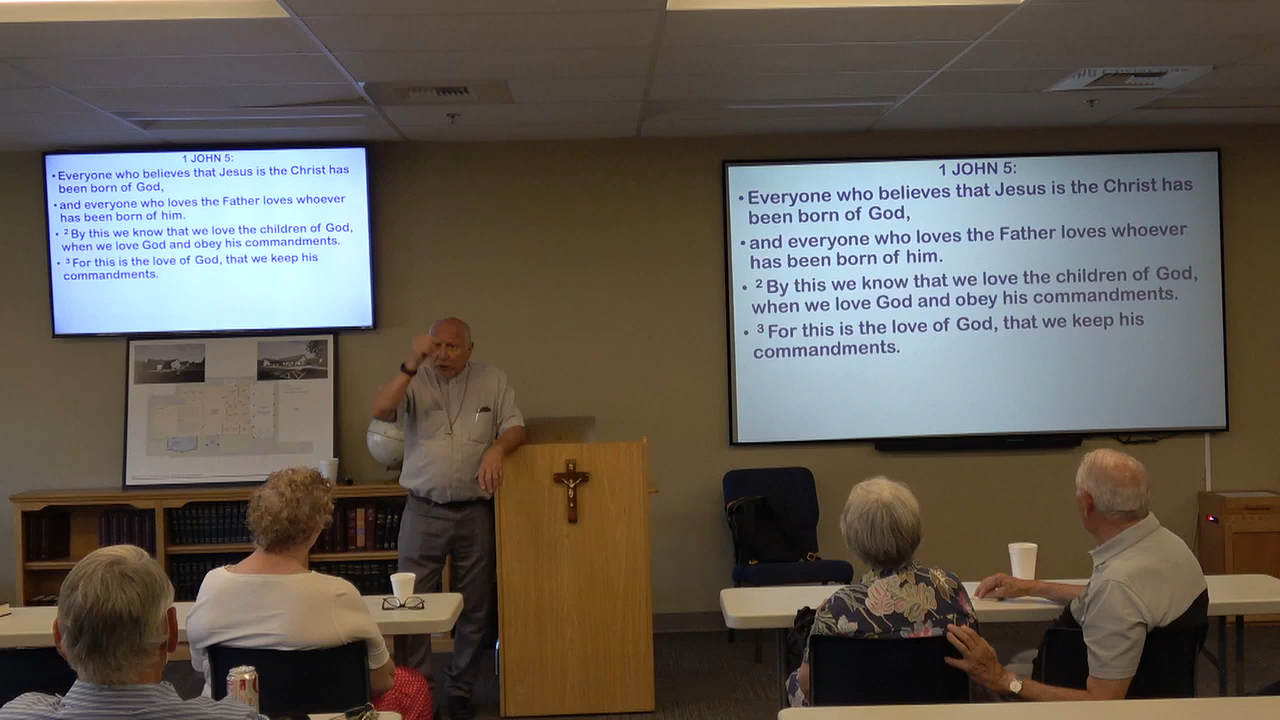 1 JOHN 5:
• Everyone who believes that Jesus is the Christ has
been born of God,
• and everyone who loves the Father loves whoever
has been born of him.
• 2 By this we know that we love the children of God,
when we love God and obey his commandments.
• 3 For this is the love of God, that we keep his
commandments.
1 JOHN 5:
• Everyone who believes that Jesus is the Christ has
been born of God,
• and everyone who loves the Father loves whoever
has been born of him.
• 2 By this we know that we love the children of God,
when we love God and obey his commandments.
• 3 For this is the love of God, that we keep his
commandments.